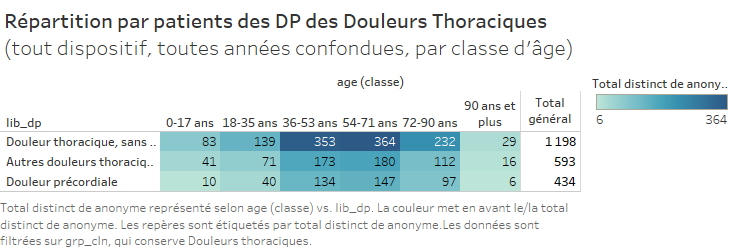 Répartition par patients des DP des Douleurs Thoraciques
(tout dispositif, toutes années confondues, par classe d'âge)
age (classe)
lib_dp 0-17 ans 18-35 ans 36-53 ans 54-71 ans 72-90 ans 90 ans et plus Total général
Douleur thoracique, sans .. 83 139 353 364 232 29 1 198
Autres douleurs thoraciq.. 41 71 173 180 112 16 593
Douleur précordiale 10 40 134 147 97 6 434
Total distinct de anony..
6 364
Total distinct de anonyme représenté selon age (classe) vs. lib_dp. La couleur met en avant le/la total
distinct de anonyme. Les repères sont étiquetés par total distinct de anonyme.Les données sont
filtrées sur grp_cln, qui conserve Douleurs thoraciques.